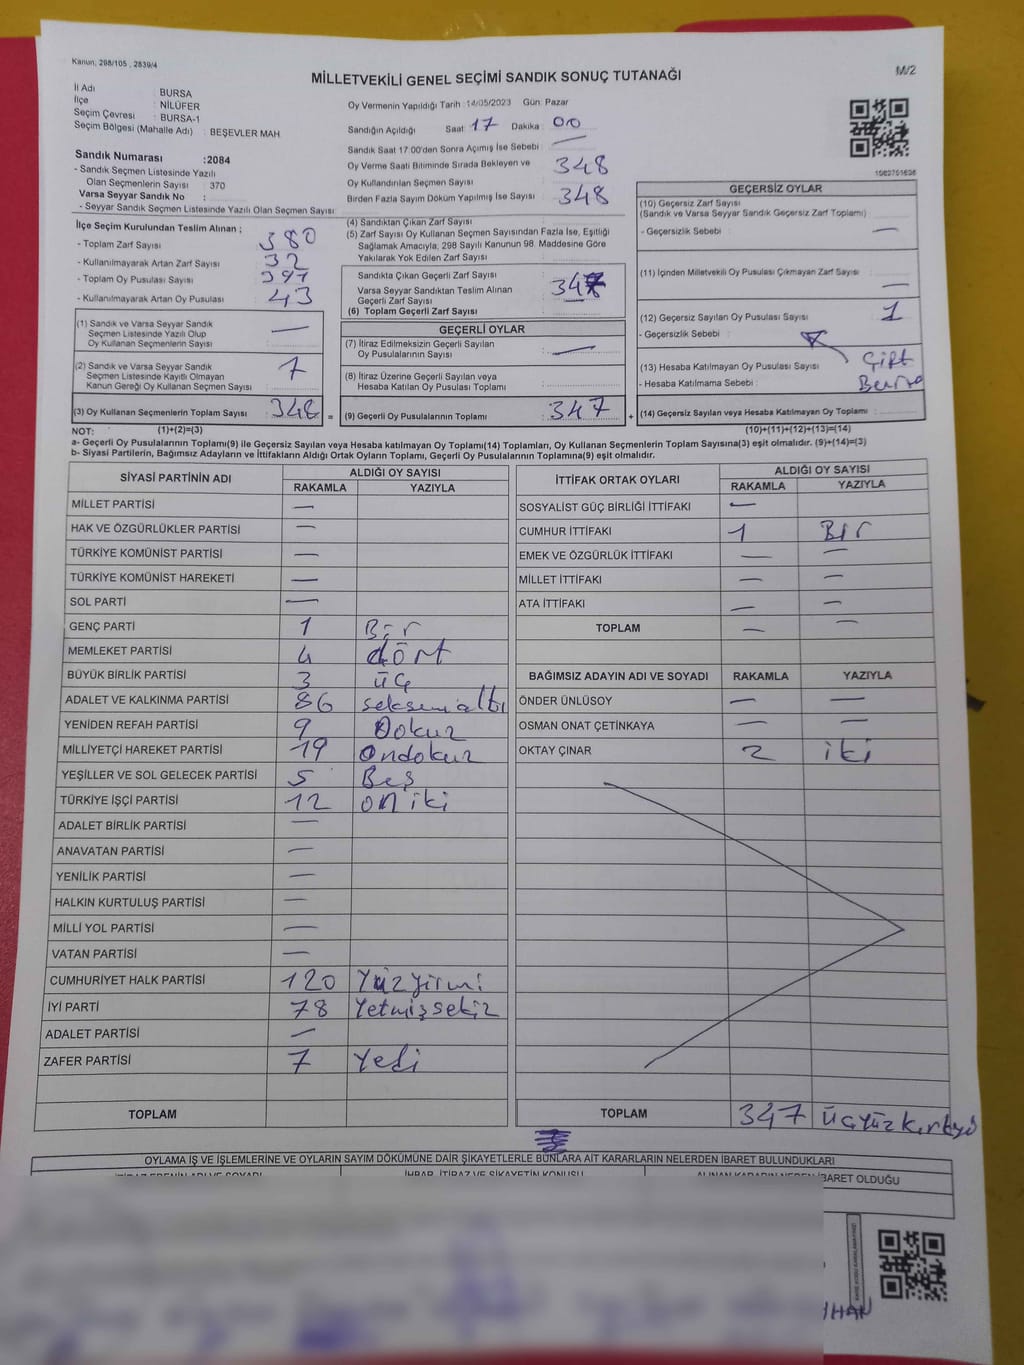 Kanun, 298/105 , 2839/4
MİLLETVEKİLİ GENEL SEÇİMİ SANDIK SONUÇ TUTANAĞI
M/2
İl Adı : BURSA
İlçe : NİLÜFER
Seçim Çevresi : BURSA-1
Seçim Bölgesi (Mahalle Adı) : BEŞEVLER MAH
Oy Vermenin Yapıldığı Tarih : 14/05/2023 Gün: Pazar
Sandığın Açıldığı Saat : 17 Dakika : 00
Sandık Saat 17:00'den Sonra Açılmış İse Sebebi : —
Oy Verme Saati Bitiminde Sırada Bekleyen ve
Oy Kullandırılan Seçmen Sayısı : 348
Birden Fazla Sayım Döküm Yapılmış İse Sayısı : 348
Sandık Numarası : 2084
- Sandık Seçmen Listesinde Yazılı
Olan Seçmenlerin Sayısı : 370
Varsa Seyyar Sandık No :
- Seyyar Sandık Seçmen Listesinde Yazılı Olan Seçmen Sayısı :
İlçe Seçim Kurulundan Teslim Alınan ;
- Toplam Zarf Sayısı : 380
- Kullanılmayarak Artan Zarf Sayısı : 32
- Toplam Oy Pusulası Sayısı :
- Kullanılmayarak Artan Oy Pusulası : 43
(1) Sandık ve Varsa Seyyar Sandık
Seçmen Listesinde Yazılı Olup
Oy Kullanan Seçmenlerin Sayısı : —
(2) Sandık ve Varsa Seyyar Sandık
Seçmen Listesinde Kayıtlı Olmayan
Kanun Gereği Oy Kullanan Seçmen Sayısı : 7
(3) Oy Kullanan Seçmenlerin Toplam Sayısı : 348 =
(4) Sandıktan Çıkan Zarf Sayısı :
(5) Zarf Sayısı Oy Kullanan Seçmen Sayısından Fazla İse, Eşitliği
Sağlamak Amacıyla, 298 Sayılı Kanunun 98. Maddesine Göre
Yakılarak Yok Edilen Zarf Sayısı :
Sandıkta Çıkan Geçerli Zarf Sayısı
Varsa Seyyar Sandıktan Teslim Alınan
Geçerli Zarf Sayısı
(6) Toplam Geçerli Zarf Sayısı :
GEÇERLİ OYLAR
(7) İtiraz Edilmeksizin Geçerli Sayılan
Oy Pusulalarının Sayısı : —
(8) İtiraz Üzerine Geçerli Sayılan veya
Hesaba Katılan Oy Pusulası Toplamı :
(9) Geçerli Oy Pusulalarının Toplamı : 347 +
1982751636
GEÇERSİZ OYLAR
(10) Geçersiz Zarf Sayısı
(Sandık ve Varsa Seyyar Sandık Geçersiz Zarf Toplamı) :
- Geçersizlik Sebebi : —
(11) İçinden Milletvekili Oy Pusulası Çıkmayan Zarf Sayısı : —
(12) Geçersiz Sayılan Oy Pusulası Sayısı : 1
- Geçersizlik Sebebi : Çift
(13) Hesaba Katılmayan Oy Pusulası Sayısı :
- Hesaba Katılmama Sebebi :
(14) Geçersiz Sayılan veya Hesaba Katılmayan Oy Toplamı :
NOT: (1)+(2)=(3) (10)+(11)+(12)+(13)=(14)
a- Geçerli Oy Pusulalarının Toplamı(9) ile Geçersiz Sayılan veya Hesaba katılmayan Oy Toplamı(14) Toplamları, Oy Kullanan Seçmenlerin Toplam Sayısına(3) eşit olmalıdır. (9)+(14)=(3)
b- Siyasi Partilerin, Bağımsız Adayların ve İttifakların Aldığı Ortak Oyların Toplamı, Geçerli Oy Pusulalarının Toplamına(9) eşit olmalıdır.
SİYASİ PARTİNİN ADI ALDIĞI OY SAYISI
RAKAMLA YAZIYLA
MİLLET PARTİSİ —
HAK VE ÖZGÜRLÜKLER PARTİSİ —
TÜRKİYE KOMÜNİST PARTİSİ —
TÜRKİYE KOMÜNİST HAREKETİ —
SOL PARTİ —
GENÇ PARTİ 1 Bir
MEMLEKET PARTİSİ 4 dört
BÜYÜK BİRLİK PARTİSİ 3 üç
ADALET VE KALKINMA PARTİSİ 86 seksenaltı
YENİDEN REFAH PARTİSİ 9 Dokuz
MİLLİYETÇİ HAREKET PARTİSİ 19 Ondokuz
YEŞİLLER VE SOL GELECEK PARTİSİ 5 Beş
TÜRKİYE İŞÇİ PARTİSİ 12 on iki
ADALET BİRLİK PARTİSİ —
ANAVATAN PARTİSİ —
YENİLİK PARTİSİ —
HALKIN KURTULUŞ PARTİSİ —
MİLLİ YOL PARTİSİ —
VATAN PARTİSİ —
CUMHURİYET HALK PARTİSİ 120 Yüzyirmi
İYİ PARTİ 78 Yetmişsekiz
ADALET PARTİSİ —
ZAFER PARTİSİ 7 Yedi
TOPLAM
İTTİFAK ORTAK OYLARI ALDIĞI OY SAYISI
RAKAMLA YAZIYLA
SOSYALİST GÜÇ BİRLİĞİ İTTİFAKI —
CUMHUR İTTİFAKI 1 Bir
EMEK VE ÖZGÜRLÜK İTTİFAKI — —
MİLLET İTTİFAKI — —
ATA İTTİFAKI — —
TOPLAM — —
BAĞIMSIZ ADAYIN ADI VE SOYADI RAKAMLA YAZIYLA
ÖNDER ÜNLÜSOY — —
OSMAN ONAT ÇETİNKAYA — —
OKTAY ÇINAR 2 iki
TOPLAM 347 üçyüzkırkyedi
OYLAMA İŞ VE İŞLEMLERİNE VE OYLARIN SAYIM DÖKÜMÜNE DAİR ŞİKAYETLERLE BUNLARA AİT KARARLARIN NELERDEN İBARET BULUNDUKLARI
İTİRAZ EDENİN ADI VE SOYADI İHBAR, İTİRAZ VE ŞİKAYETİN KONUSU ALINAN KARARIN NEDEN İBARET OLDUĞU